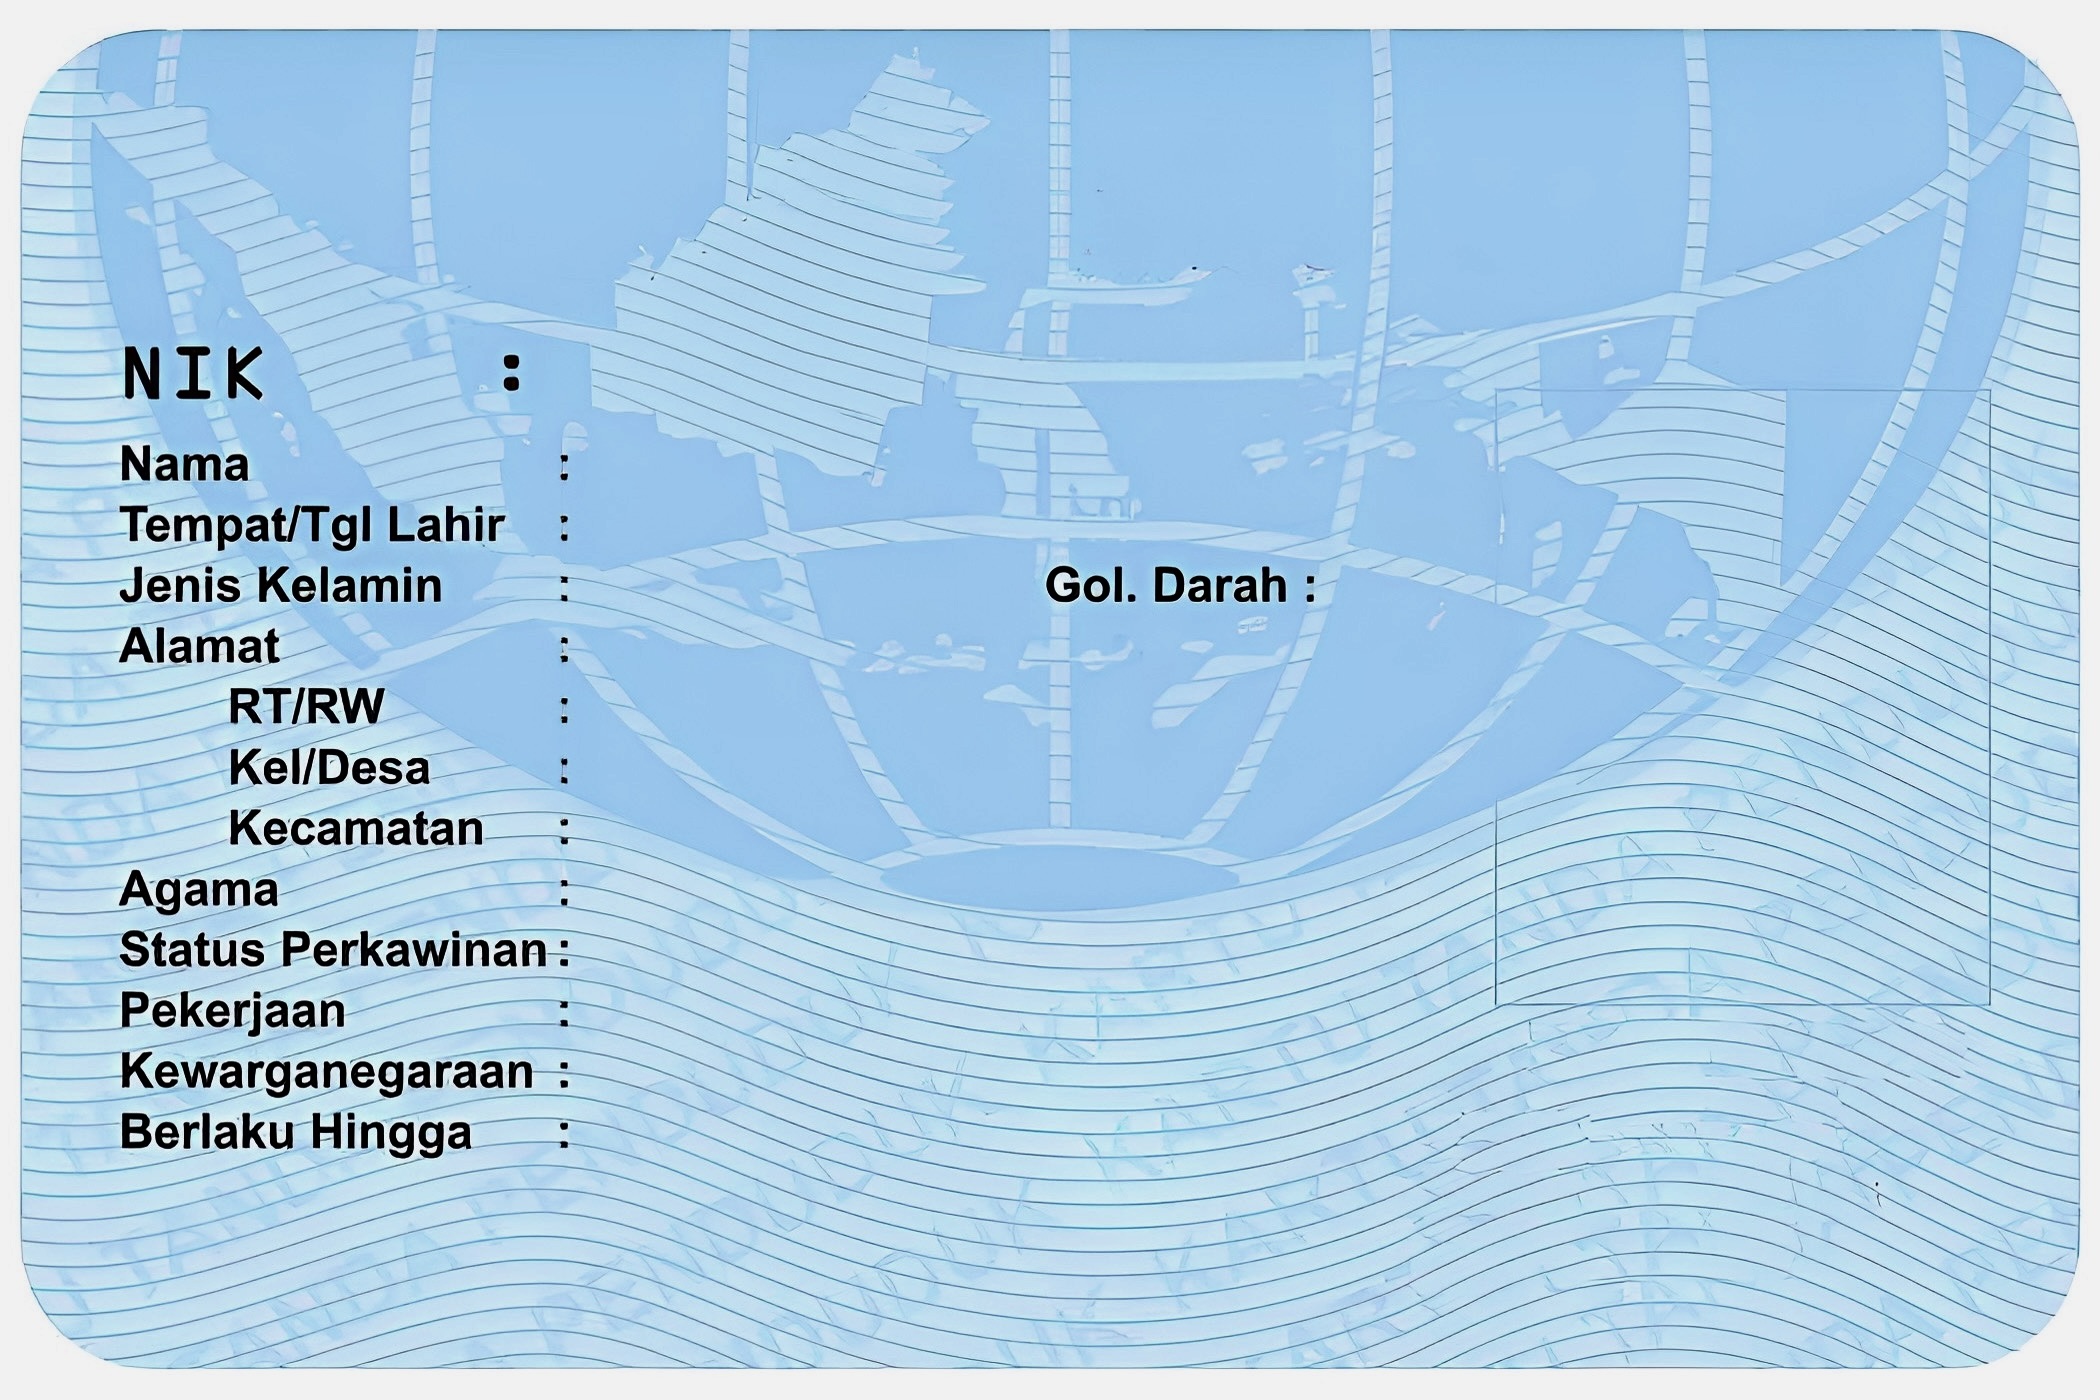 NIK :
Nama :
Tempat/Tgl Lahir :
Jenis Kelamin : Gol. Darah :
Alamat :
RT/RW :
Kel/Desa :
Kecamatan :
Agama :
Status Perkawinan :
Pekerjaan :
Kewarganegaraan :
Berlaku Hingga :